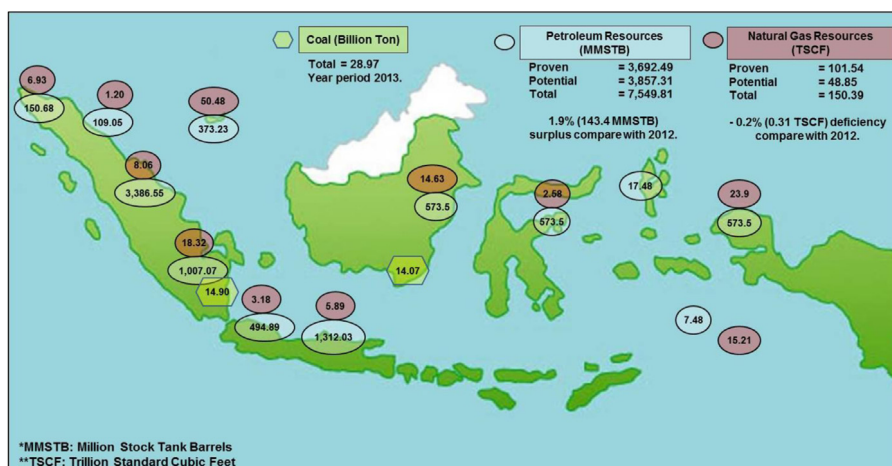 Coal (Billion Ton)
Total = 28.97
Year period 2013.
Petroleum Resources
(MMSTB)
Proven = 3,692.49
Potential = 3,857.31
Total = 7,549.81
1.9% (143.4 MMSTB)
surplus compare with 2012.
Natural Gas Resources
(TSCF)
Proven = 101.54
Potential = 48.85
Total = 150.39
- 0.2% (0.31 TSCF) deficiency
compare with 2012.
6.93
150.68
1.20
109.05
50.48
373.23
8.06
3,386.55
14.63
573.5
2.58
573.5
17.48
23.9
573.5
18.32
1,007.07
14.90
14.07
3.18
494.89
5.89
1,312.03
7.48
15.21
*MMSTB: Million Stock Tank Barrels
**TSCF: Trillion Standard Cubic Feet